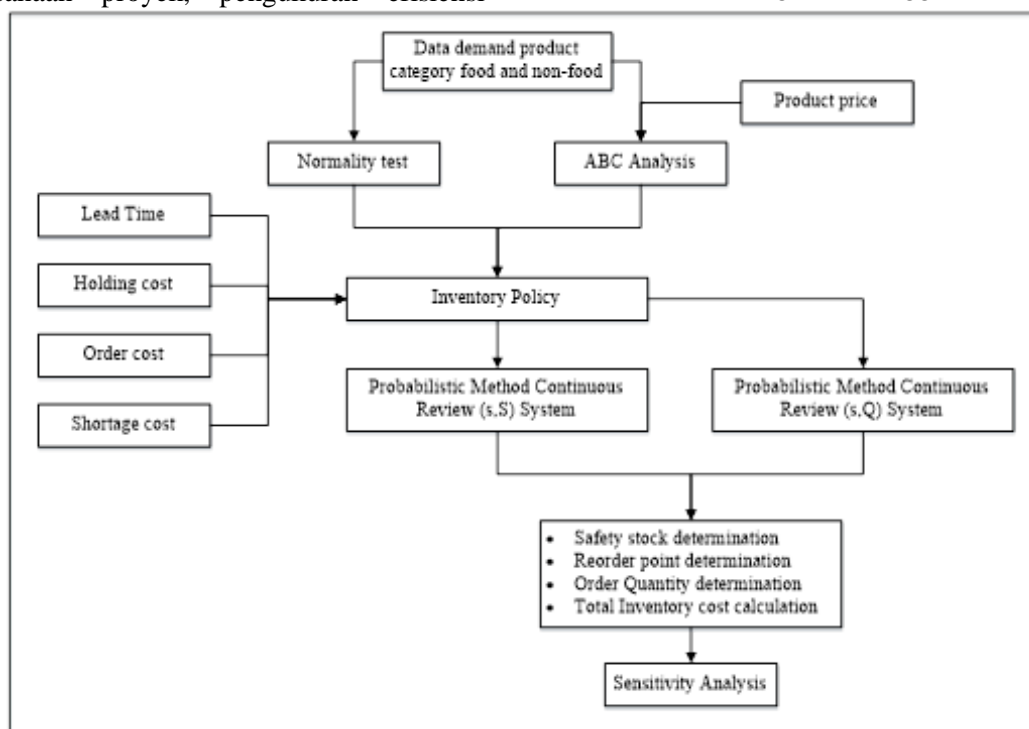 proyek,
Data demand product
category food and non-food
Product price
Normality test
ABC Analysis
Lead Time
Holding cost
Inventory Policy
Order cost
Probabilistic Method Continuous
Review (s,S) System
Probabilistic Method Continuous
Review (s,Q) System
Shortage cost
• Safety stock determination
• Reorder point determination
• Order Quantity determination
• Total Inventory cost calculation
Sensitivity Analysis